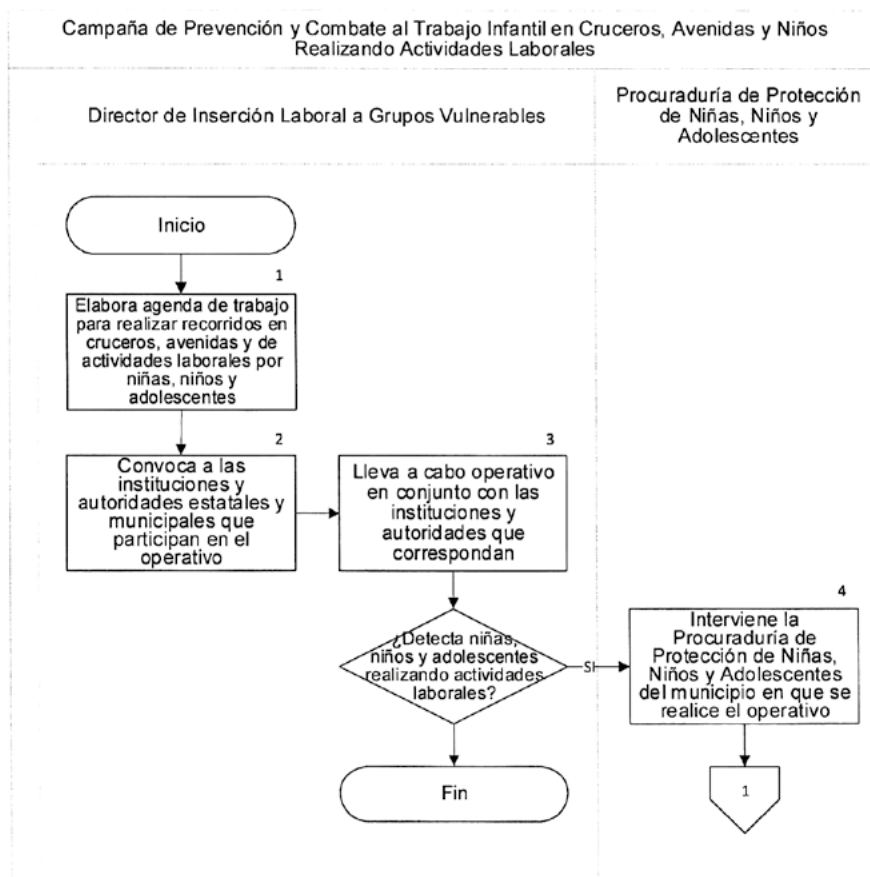 Campaña de Prevención y Combate al Trabajo Infantil en Cruceros, Avenidas y Niños
Realizando Actividades Laborales
Director de Inserción Laboral a Grupos Vulnerables
Procuraduría de Protección
de Niñas, Niños y
Adolescentes
Inicio
1
Elabora agenda de trabajo
para realizar recorridos en
cruceros, avenidas y de
actividades laborales por
niñas, niños y
adolescentes
2
Convoca a las
instituciones y
autoridades estatales y
municipales que
participan en el
operativo
3
Lleva a cabo operativo
en conjunto con las
instituciones y
autoridades que
correspondan
¿Detecta niñas,
niños y adolescentes
realizando actividades
laborales?
SI
4
Interviene la
Procuraduría de
Protección de Niñas,
Niños y Adolescentes
del municipio en que se
realice el operativo
1
Fin